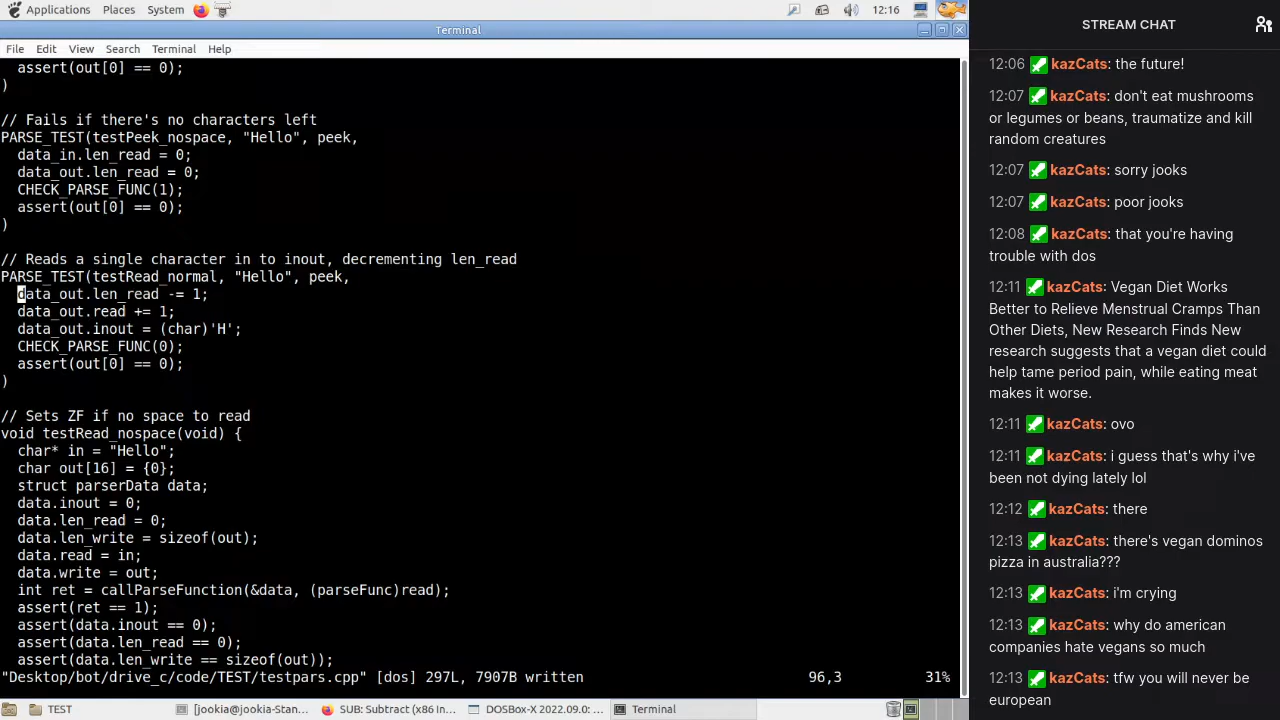 Applications Places System 12:16
Terminal
File Edit View Search Terminal Help
assert(out[0] == 0);
)
// Fails if there's no characters left
PARSE_TEST(testPeek_nospace, "Hello", peek,
data_in.len_read = 0;
data_out.len_read = 0;
CHECK_PARSE_FUNC(1);
assert(out[0] == 0);
)
// Reads a single character in to inout, decrementing len_read
PARSE_TEST(testRead_normal, "Hello", peek,
data_out.len_read -= 1;
data_out.read += 1;
data_out.inout = (char)'H';
CHECK_PARSE_FUNC(0);
assert(out[0] == 0);
)
// Sets ZF if no space to read
void testRead_nospace(void) {
char* in = "Hello";
char out[16] = {0};
struct parserData data;
data.inout = 0;
data.len_read = 0;
data.len_write = sizeof(out);
data.read = in;
data.write = out;
int ret = callParseFunction(&data, (parseFunc)read);
assert(ret == 1);
assert(data.inout == 0);
assert(data.len_read == 0);
assert(data.len_write == sizeof(out));
"Desktop/bot/drive_c/code/TEST/testpars.cpp" [dos] 297L, 7907B written 96,3 31%
TEST [jookia@jookia-Stan... SUB: Subtract (x86 In... DOSBox-X 2022.09.0: ... Terminal
STREAM CHAT
12:06 kazCats: the future!
12:07 kazCats: don't eat mushrooms
or legumes or beans, traumatize and kill
random creatures
12:07 kazCats: sorry jooks
12:07 kazCats: poor jooks
12:08 kazCats: that you're having
trouble with dos
12:11 kazCats: Vegan Diet Works
Better to Relieve Menstrual Cramps Than
Other Diets, New Research Finds New
research suggests that a vegan diet could
help tame period pain, while eating meat
makes it worse.
12:11 kazCats: ovo
12:11 kazCats: i guess that's why i've
been not dying lately lol
12:12 kazCats: there
12:13 kazCats: there's vegan dominos
pizza in australia???
12:13 kazCats: i'm crying
12:13 kazCats: why do american
companies hate vegans so much
12:13 kazCats: tfw you will never be
european